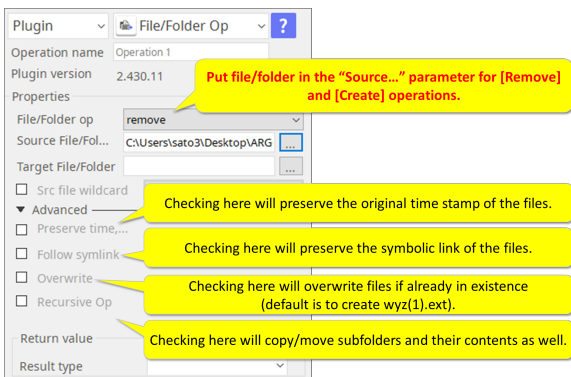 Plugin
File/Folder Op
?
Operation name
Operation 1
Plugin version
2.430.11
Put file/folder in the “Source...” parameter for [Remove]
and [Create] operations.
Properties
File/Folder op
remove
Source File/Fol...
C:\Users\sato3\Desktop\ARG
...
Target File/Folder
...
Src file wildcard
Checking here will preserve the original time stamp of the files.
Advanced
Preserve time,...
Checking here will preserve the symbolic link of the files.
Follow symlink
Overwrite
Checking here will overwrite files if already in existence
(default is to create wyz(1).ext).
Recursive Op
Return value
Checking here will copy/move subfolders and their contents as well.
Result type